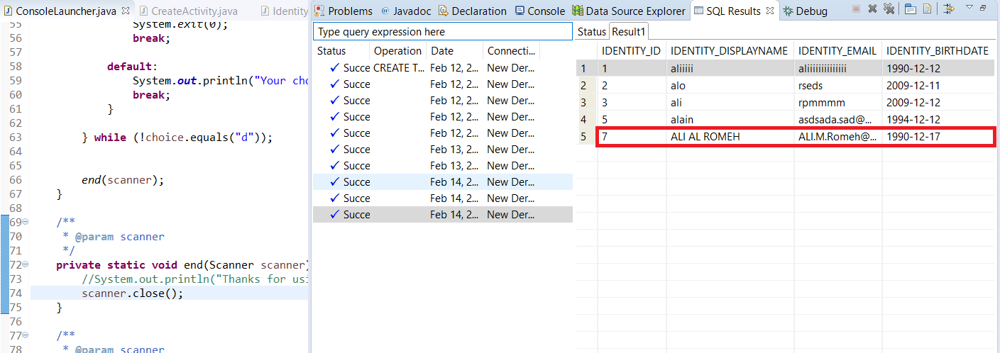 ConsoleLauncher.java CreateActivity.java Identity
55 System.exit(0);
56 break;
57
58 default:
59 System.out.println("Your cho
60 break;
61 }
62
63 } while (!choice.equals("d"));
64
65
66 end(scanner);
67 }
68
69 /**
70 * @param scanner
71 */
72 private static void end(Scanner scanner)
73 //System.out.println("Thanks for usi
74 scanner.close();
75 }
76
77 /**
78 * @param scanner
Problems @ Javadoc Declaration Console Data Source Explorer SQL Results Debug
Type query expression here
Status Operation Date Connecti...
Succe CREATE T... Feb 12, 2... New Der...
Succe Feb 12, 2... New Der...
Succe Feb 12, 2... New Der...
Succe Feb 12, 2... New Der...
Succe Feb 12, 2... New Der...
Succe Feb 13, 2... New Der...
Succe Feb 13, 2... New Der...
Succe Feb 14, 2... New Der...
Succe Feb 14, 2... New Der...
Succe Feb 14, 2... New Der...
Status Result1
IDENTITY_ID IDENTITY_DISPLAYNAME IDENTITY_EMAIL IDENTITY_BIRTHDATE
1 1 aliiiii 1990-12-12
2 2 alo rseds 2009-12-11
3 3 ali rpmmmm 2009-12-12
4 5 alain asdsada.sad@... 1994-12-12
5 7 ALI AL ROMEH ALI.M.Romeh@... 1990-12-17